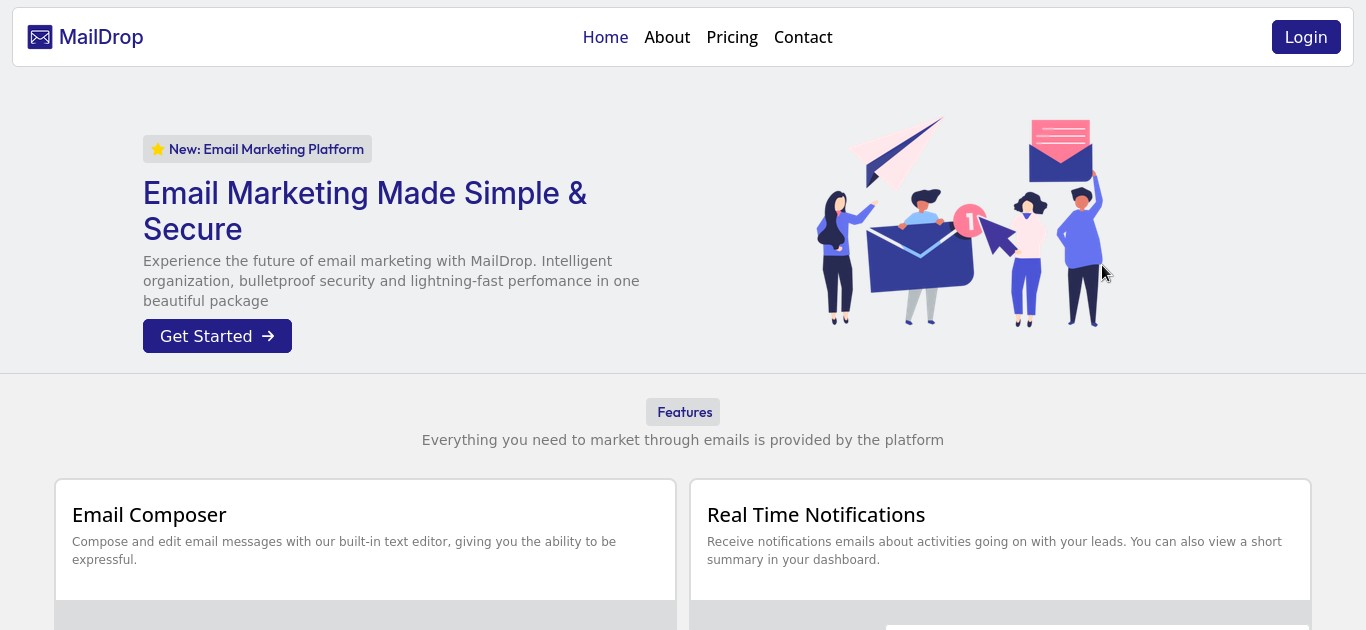 MailDrop
Home About Pricing Contact
Login
New: Email Marketing Platform
Email Marketing Made Simple &
Secure
Experience the future of email marketing with MailDrop. Intelligent
organization, bulletproof security and lightning-fast perfomance in one
beautiful package
Get Started
1
Features
Everything you need to market through emails is provided by the platform
Email Composer
Compose and edit email messages with our built-in text editor, giving you the ability to be
expressful.
Real Time Notifications
Receive notifications emails about activities going on with your leads. You can also view a short
summary in your dashboard.